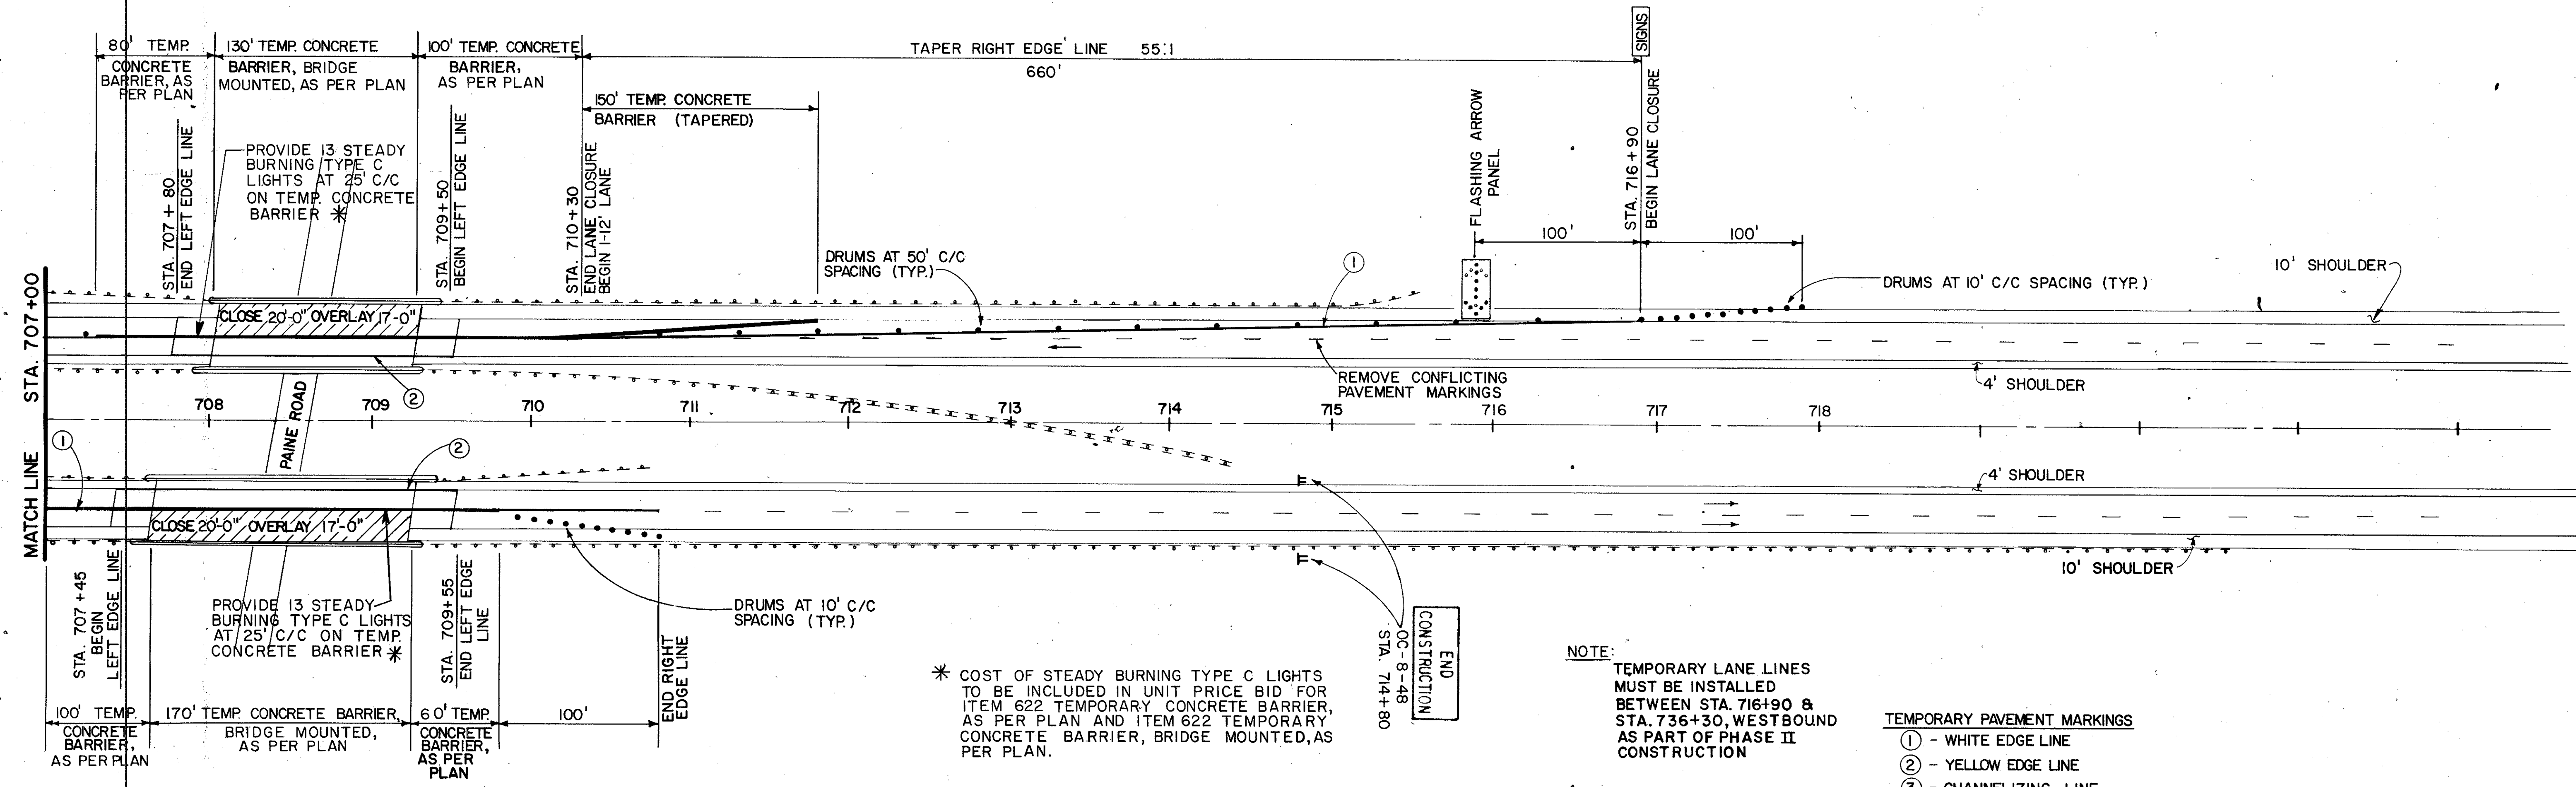 80' TEMP.
CONCRETE
BARRIER, AS
PER PLAN
130' TEMP. CONCRETE
BARRIER, BRIDGE
MOUNTED, AS PER PLAN
100' TEMP. CONCRETE
BARRIER,
AS PER PLAN
TAPER RIGHT EDGE LINE 55:1
660'
SIGNS
150' TEMP. CONCRETE
BARRIER (TAPERED)
STA. 707 + 80
END LEFT EDGE LINE
PROVIDE 13 STEADY
BURNING TYPE C
LIGHTS AT 25' C/C
ON TEMP. CONCRETE
BARRIER *
STA. 709+50
BEGIN LEFT EDGE LINE
STA. 710+30
END LANE CLOSURE
BEGIN 1-12' LANE
DRUMS AT 50' C/C
SPACING (TYP.)
1
FLASHING ARROW
PANEL
STA. 716+90
BEGIN LANE CLOSURE
100'
100'
DRUMS AT 10' C/C SPACING (TYP.)
10' SHOULDER
CLOSE 20'-0" OVERLAY 17'-0"
2
REMOVE CONFLICTING
PAVEMENT MARKINGS
4' SHOULDER
MATCH LINE STA. 707+00
708
709
710
711
712
713
714
715
716
717
718
PAINE ROAD
1
2
4' SHOULDER
CLOSE 20'-0" OVERLAY 17'-0"
10' SHOULDER
STA. 707+45
BEGIN
LEFT EDGE LINE
PROVIDE 13 STEADY
BURNING TYPE C LIGHTS
AT 25' C/C ON TEMP.
CONCRETE BARRIER *
STA. 709+55
END LEFT EDGE
LINE
DRUMS AT 10' C/C
SPACING (TYP.)
END RIGHT
EDGE LINE
100' TEMP.
CONCRETE
BARRIER,
AS PER PLAN
170' TEMP. CONCRETE BARRIER,
BRIDGE MOUNTED,
AS PER PLAN
60' TEMP.
CONCRETE
BARRIER,
AS PER
PLAN
100'
* COST OF STEADY BURNING TYPE C LIGHTS
TO BE INCLUDED IN UNIT PRICE BID FOR
ITEM 622 TEMPORARY CONCRETE BARRIER,
AS PER PLAN AND ITEM 622 TEMPORARY
CONCRETE BARRIER, BRIDGE MOUNTED, AS
PER PLAN.
END
CONSTRUCTION
OC-8-48
STA. 714+80
NOTE:
TEMPORARY LANE LINES
MUST BE INSTALLED
BETWEEN STA. 716+90 &
STA. 736+30, WESTBOUND
AS PART OF PHASE II
CONSTRUCTION
TEMPORARY PAVEMENT MARKINGS
1 - WHITE EDGE LINE
2 - YELLOW EDGE LINE
3 - CHANNELIZING LINE